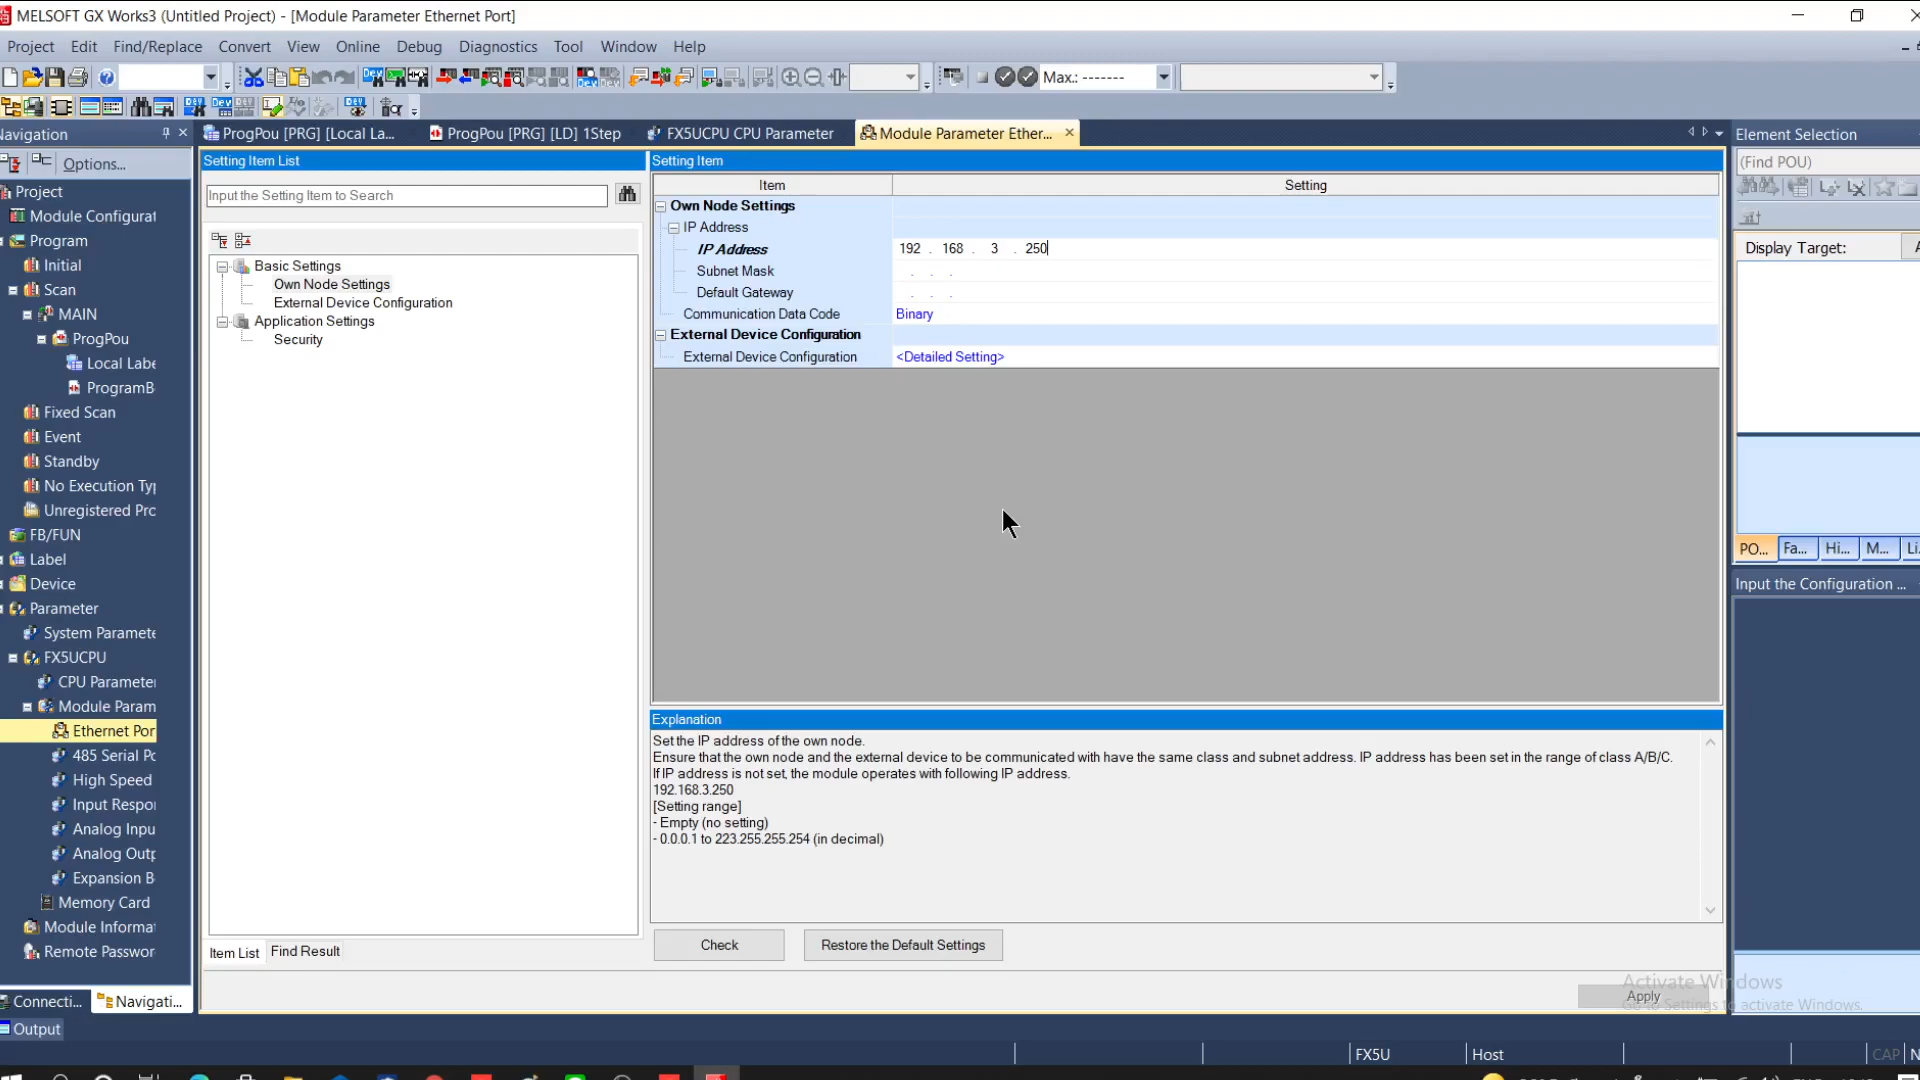 MELSOFT GX Works3 (Untitled Project) - [Module Parameter Ethernet Port]
Project Edit Find/Replace Convert View Online Debug Diagnostics Tool Window Help
Max.: -------
Navigation
Options...
Project
Module Configurat
Program
Initial
Scan
MAIN
ProgPou
Local Labe
ProgramB
Fixed Scan
Event
Standby
No Execution Typ
Unregistered Prc
FB/FUN
Label
Device
Parameter
System Paramete
FX5UCPU
CPU Parameter
Module Param
Ethernet Por
485 Serial Pc
High Speed
Input Respor
Analog Inpu
Analog Outp
Expansion B
Memory Card
Module Informat
Remote Passwor
Connecti... Navigati...
Output
ProgPou [PRG] [Local La... ProgPou [PRG] [LD] 1Step FX5UCPU CPU Parameter Module Parameter Ether...
Setting Item List
Input the Setting Item to Search
Basic Settings
Own Node Settings
External Device Configuration
Application Settings
Security
Item List Find Result
Setting Item
Item Setting
Own Node Settings
IP Address
IP Address 192 . 168 . 3 . 250
Subnet Mask . . .
Default Gateway . . .
Communication Data Code Binary
External Device Configuration
External Device Configuration <Detailed Setting>
Explanation
Set the IP address of the own node.
Ensure that the own node and the external device to be communicated with have the same class and subnet address. IP address has been set in the range of class A/B/C.
If IP address is not set, the module operates with following IP address.
192.168.3.250
[Setting range]
- Empty (no setting)
- 0.0.0.1 to 223.255.255.254 (in decimal)
Check Restore the Default Settings
Apply
Activate Windows
Go to Settings to activate Windows.
Element Selection
(Find POU)
Display Target:
PO... Fa... Hi... M... Li
Input the Configuration ...
FX5U Host CAP N